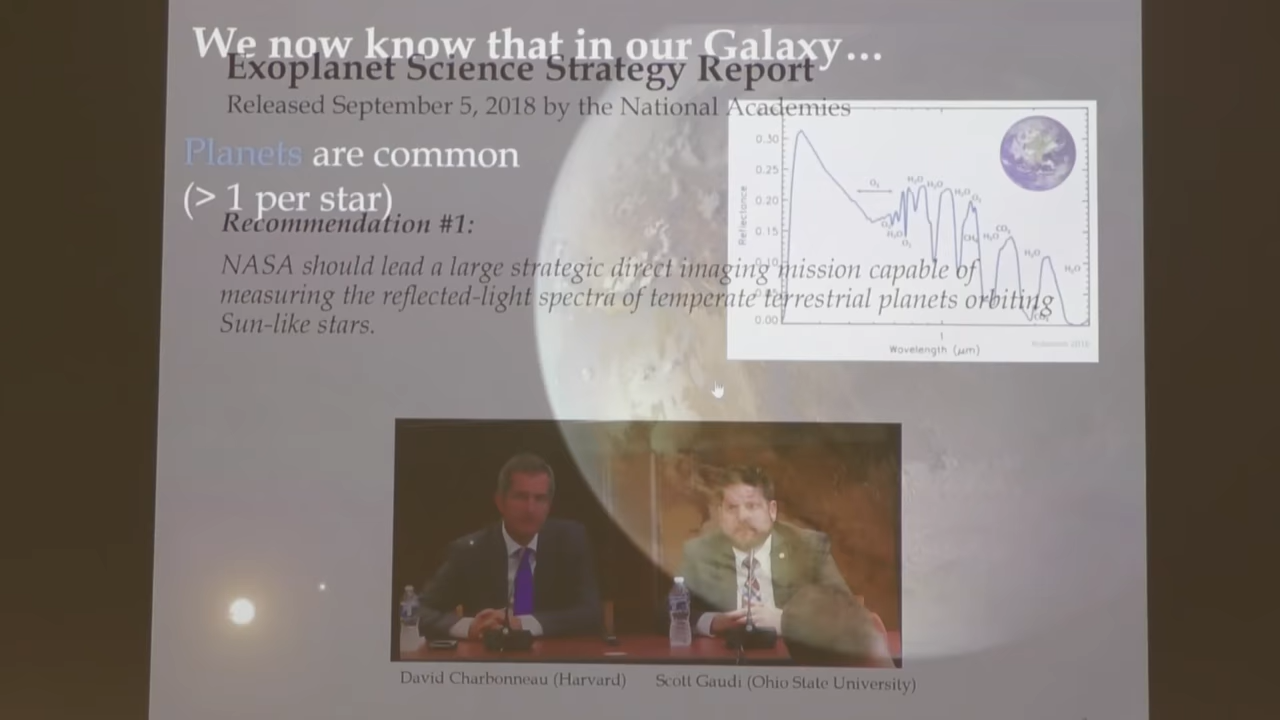 We now know that in our Galaxy...
Exoplanet Science Strategy Report
Released September 5, 2018 by the National Academies
Planets are common
(> 1 per star)
Recommendation #1:
NASA should lead a large strategic direct imaging mission capable of
measuring the reflected-light spectra of temperate terrestrial planets orbiting
Sun-like stars.
0.30
0.25
0.20
0.15
0.10
0.00
Reflectance
O₃
H₂O
H₂O
H₂O
O₂
H₂O
O₂
CH₄
H₂O
CO₂
H₂O
H₂O
CO₂
1
Wavelength (μm)
David Charbonneau (Harvard)
Scott Gaudi (Ohio State University)